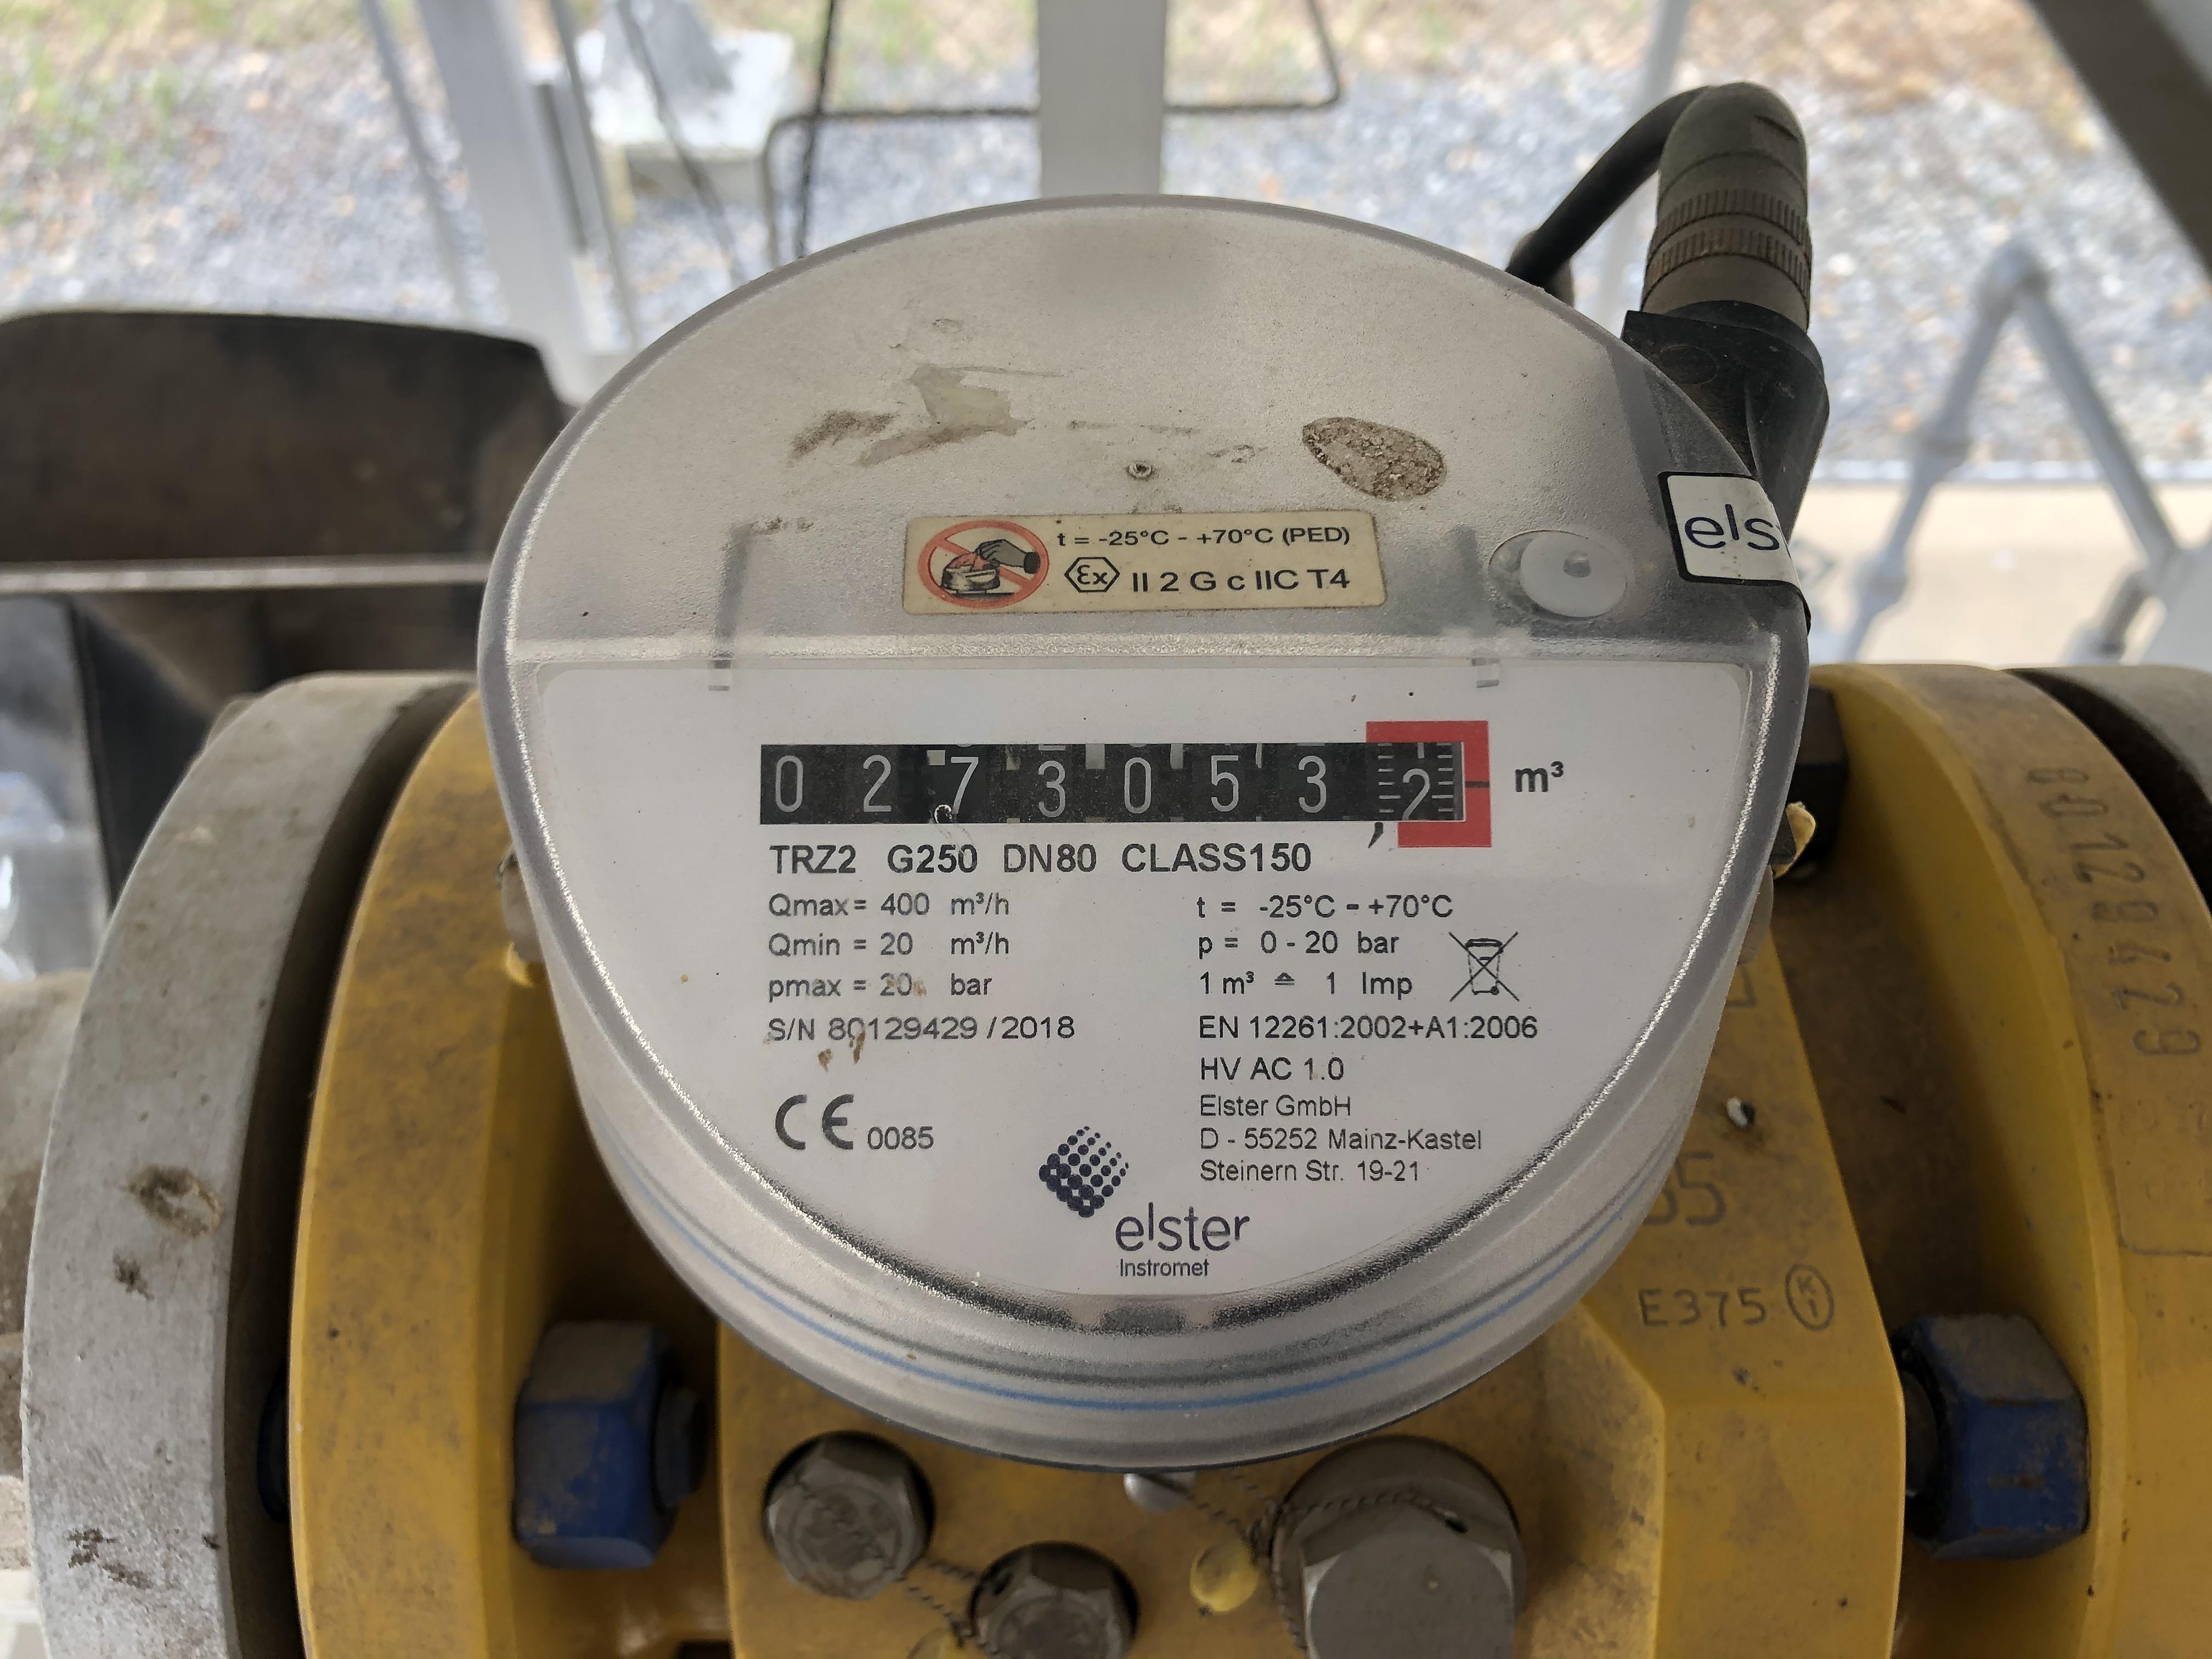 t = -25°C - +70°C (PED)
Ex II 2 G c IIC T4
els
0 2 7 3 0 5 3 , 2 m³
TRZ2 G250 DN80 CLASS150
Qmax = 400 m³/h
Qmin = 20 m³/h
pmax = 20 bar
S/N 80129429 / 2018
t = -25°C - +70°C
p = 0 - 20 bar
1 m³ ≙ 1 Imp
EN 12261:2002+A1:2006
HV AC 1.0
Elster GmbH
D - 55252 Mainz-Kastel
Steinern Str. 19-21
CE 0085
elster
Instromet
80129429
E375 K1